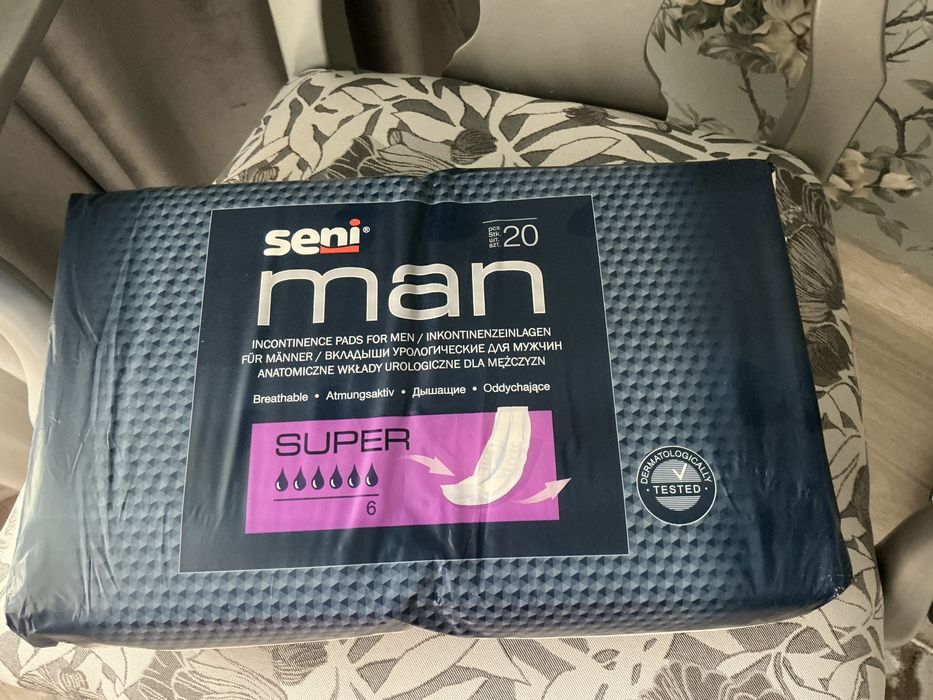 seni®
pcs
Stk.
шт.
szt.
20
man
INCONTINENCE PADS FOR MEN / INKONTINENZEINLAGEN
FÜR MÄNNER / ВКЛАДЫШИ УРОЛОГИЧЕСКИЕ ДЛЯ МУЖЧИН
ANATOMICZNE WKŁADY UROLOGICZNE DLA MĘŻCZYZN
Breathable • Atmungsaktiv • Дышащие • Oddychające
SUPER
6
DERMATOLOGICALLY
• TESTED •